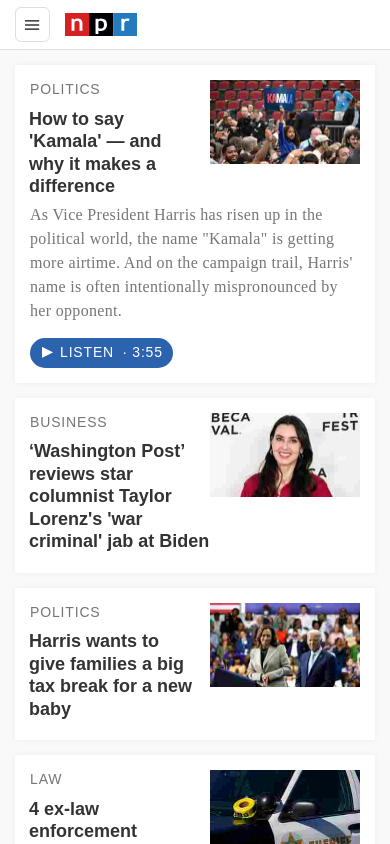 npr
POLITICS
How to say
'Kamala' — and
why it makes a
difference
KAMALA
As Vice President Harris has risen up in the
political world, the name "Kamala" is getting
more airtime. And on the campaign trail, Harris'
name is often intentionally mispronounced by
her opponent.
LISTEN · 3:55
BUSINESS
‘Washington Post’
reviews star
columnist Taylor
Lorenz's 'war
criminal' jab at Biden
BECA
VAL.
FEST
CA
POLITICS
Harris wants to
give families a big
tax break for a new
baby
LAW
4 ex-law
enforcement
SHERIFF